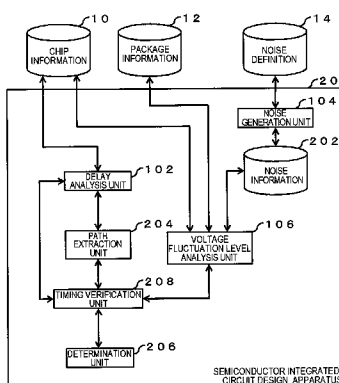 10
CHIP
INFORMATION
12
PACKAGE
INFORMATION
14
NOISE
DEFINITION
20
104
NOISE
GENERATION UNIT
202
NOISE
INFORMATION
102
DELAY
ANALYSIS UNIT
204
PATH
EXTRACTION
UNIT
106
VOLTAGE
FLUCTUATION LEVEL
ANALYSIS UNIT
208
TIMING VERIFICATION
UNIT
206
DETERMINATION
UNIT
SEMICONDUCTOR INTEGRATED
CIRCUIT DESIGN APPARATUS